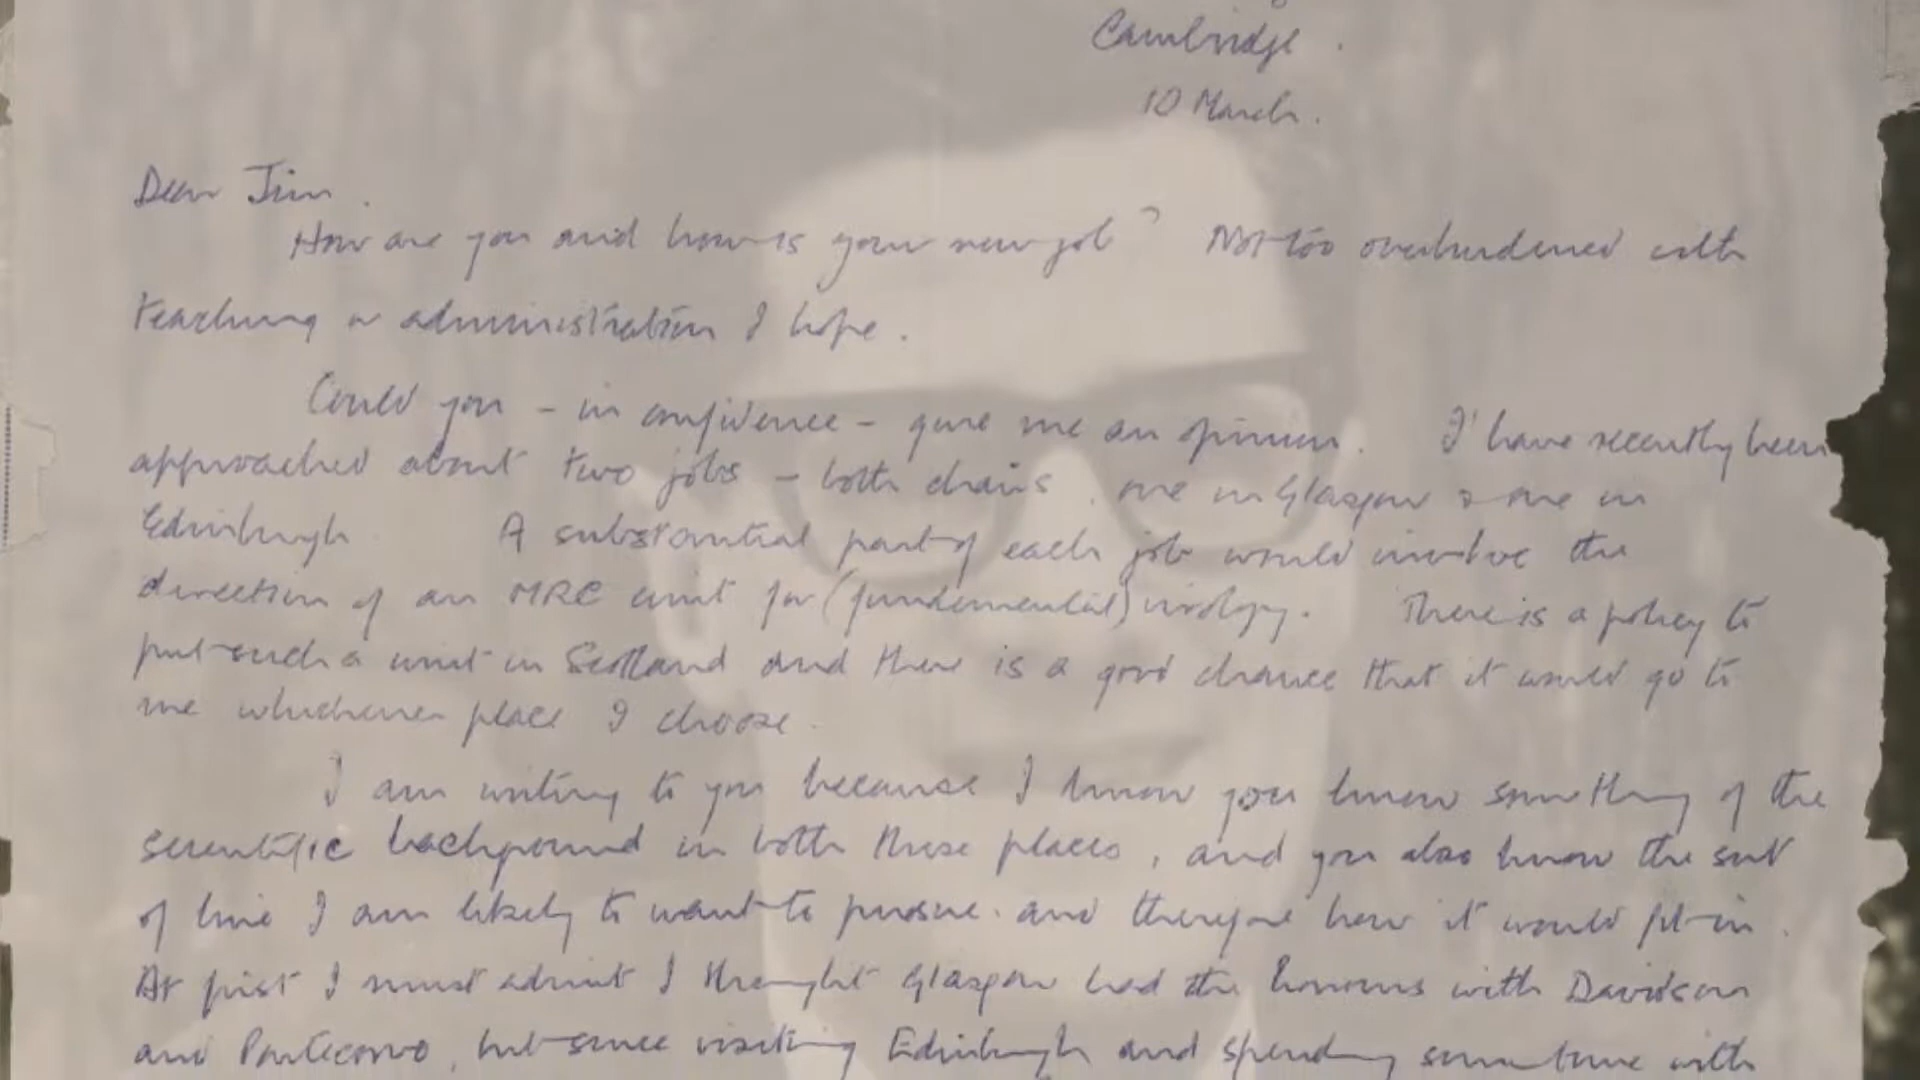 Cambridge .
10 March .
Dear Jim .
How are you and how is your new job ? Not too overburdened with
teaching or administration I hope .
Could you - in confidence - give me an opinion . I have recently been
approached about two jobs - both chairs , one in Glasgow & one in
Edinburgh A substantial part of each job would involve the
direction of an MRC unit for (fundamental) virology . There is a policy to
put such a unit in Scotland and there is a good chance that it would go to
me whichever place I choose .
I am writing to you because I know you know something of the
scientific background in both these places , and you also know the sort
of line I am likely to want to pursue . and therefore how it would fit in .
At first I must admit I thought Glasgow had the honours with Davidson
and Pontecorvo , but since visiting Edinburgh and spending some time with